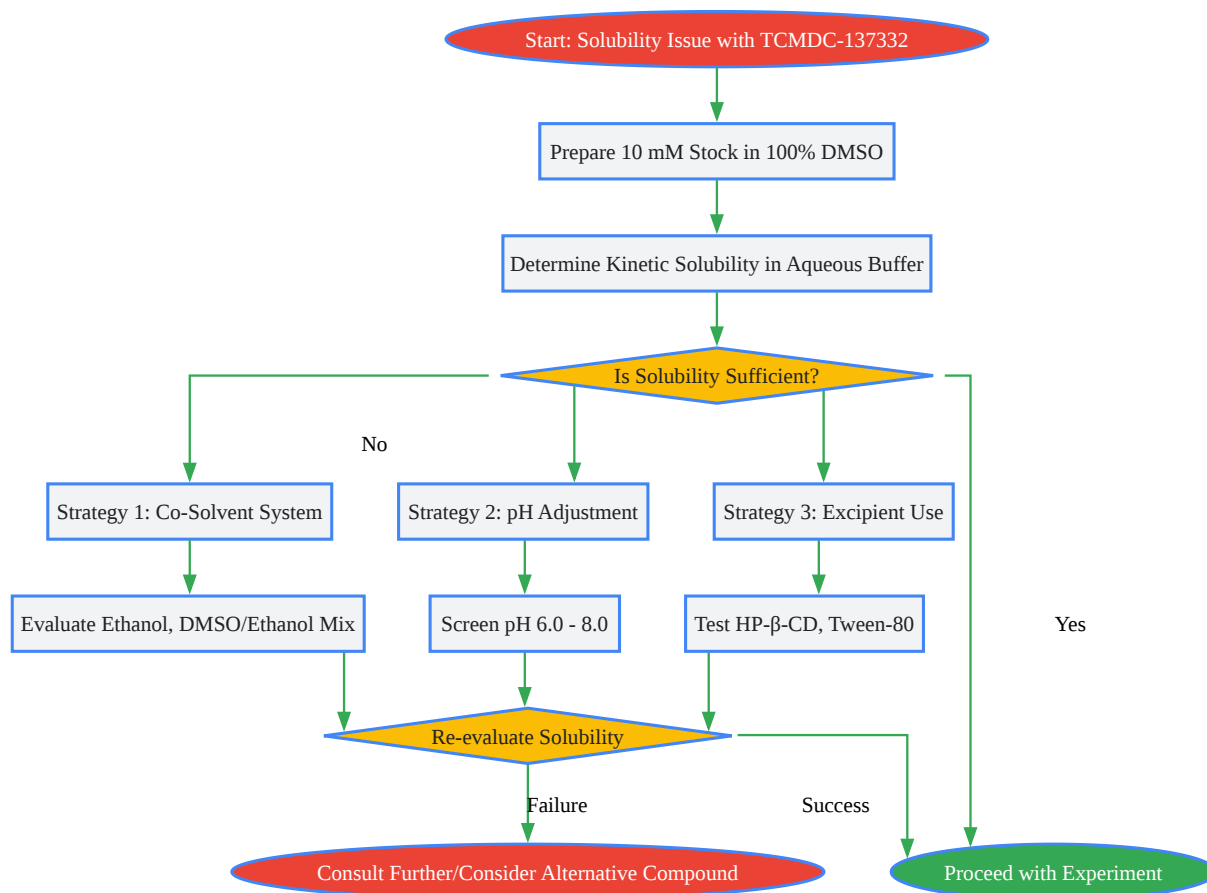 Start: Solubility Issue with TCMDC-137332
Prepare 10 mM Stock in 100% DMSO
Determine Kinetic Solubility in Aqueous Buffer
Is Solubility Sufficient?
No
Strategy 1: Co-Solvent System
Strategy 2: pH Adjustment
Strategy 3: Excipient Use
Evaluate Ethanol, DMSO/Ethanol Mix
Screen pH 6.0 - 8.0
Test HP-β-CD, Tween-80
Yes
Re-evaluate Solubility
Failure
Success
Consult Further/Consider Alternative Compound
Proceed with Experiment